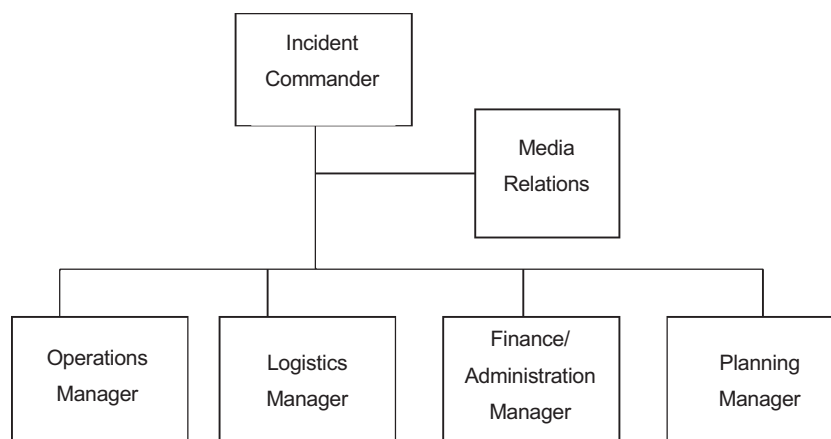 Incident
Commander
Media
Relations
Operations
Manager
Logistics
Manager
Finance/
Administration
Manager
Planning
Manager